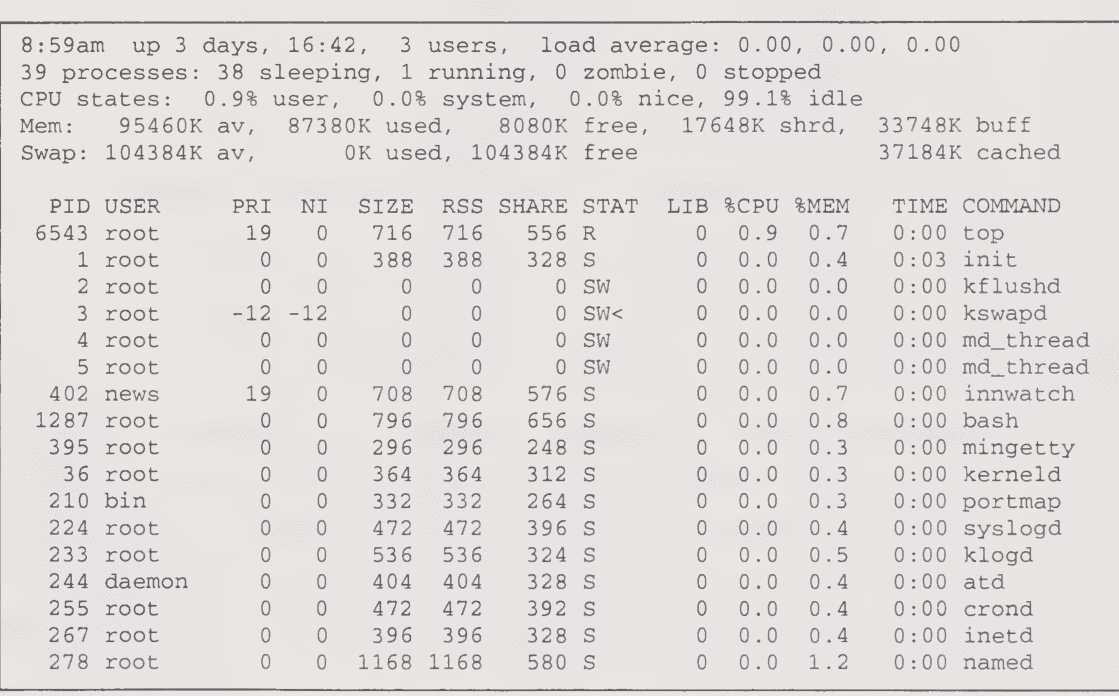 8:59am  up 3 days, 16:42,  3 users,  load average: 0.00, 0.00, 0.00
39 processes: 38 sleeping, 1 running, 0 zombie, 0 stopped
CPU states:  0.9% user,  0.0% system,  0.0% nice, 99.1% idle
Mem:   95460K av,  87380K used,   8080K free,  17648K shrd,  33748K buff
Swap: 104384K av,      0K used, 104384K free                 37184K cached

  PID USER     PRI  NI  SIZE  RSS SHARE STAT  LIB %CPU %MEM   TIME COMMAND
 6543 root      19   0   716  716   556 R       0  0.9  0.7   0:00 top
    1 root       0   0   388  388   328 S       0  0.0  0.4   0:03 init
    2 root       0   0     0    0     0 SW      0  0.0  0.0   0:00 kflushd
    3 root     -12 -12     0    0     0 SW<     0  0.0  0.0   0:00 kswapd
    4 root       0   0     0    0     0 SW      0  0.0  0.0   0:00 md_thread
    5 root       0   0     0    0     0 SW      0  0.0  0.0   0:00 md_thread
  402 news      19   0   708  708   576 S       0  0.0  0.7   0:00 innwatch
 1287 root       0   0   796  796   656 S       0  0.0  0.8   0:00 bash
  395 root       0   0   296  296   248 S       0  0.0  0.3   0:00 mingetty
   36 root       0   0   364  364   312 S       0  0.0  0.3   0:00 kerneld
  210 bin        0   0   332  332   264 S       0  0.0  0.3   0:00 portmap
  224 root       0   0   472  472   396 S       0  0.0  0.4   0:00 syslogd
  233 root       0   0   536  536   324 S       0  0.0  0.5   0:00 klogd
  244 daemon     0   0   404  404   328 S       0  0.0  0.4   0:00 atd
  255 root       0   0   472  472   392 S       0  0.0  0.4   0:00 crond
  267 root       0   0   396  396   328 S       0  0.0  0.4   0:00 inetd
  278 root       0   0  1168 1168   580 S       0  0.0  1.2   0:00 named